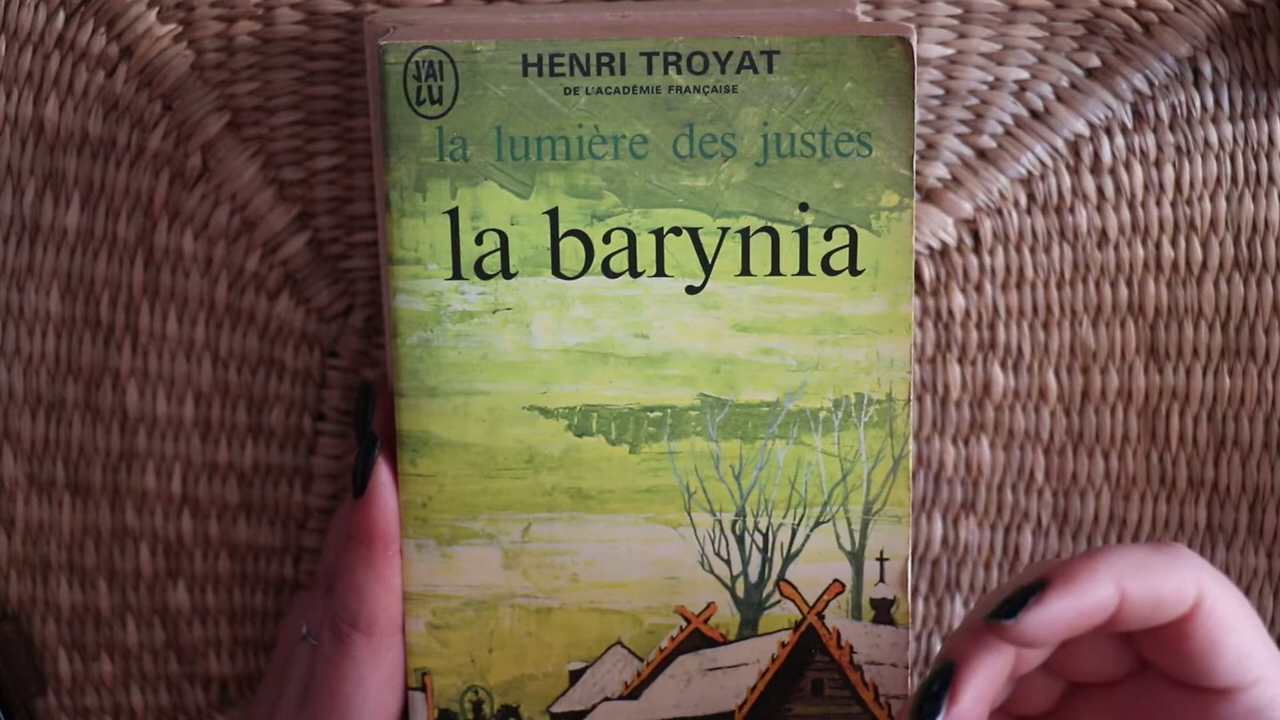 J'AI
LU
HENRI TROYAT
DE L'ACADÉMIE FRANÇAISE
la lumière des justes
la barynia